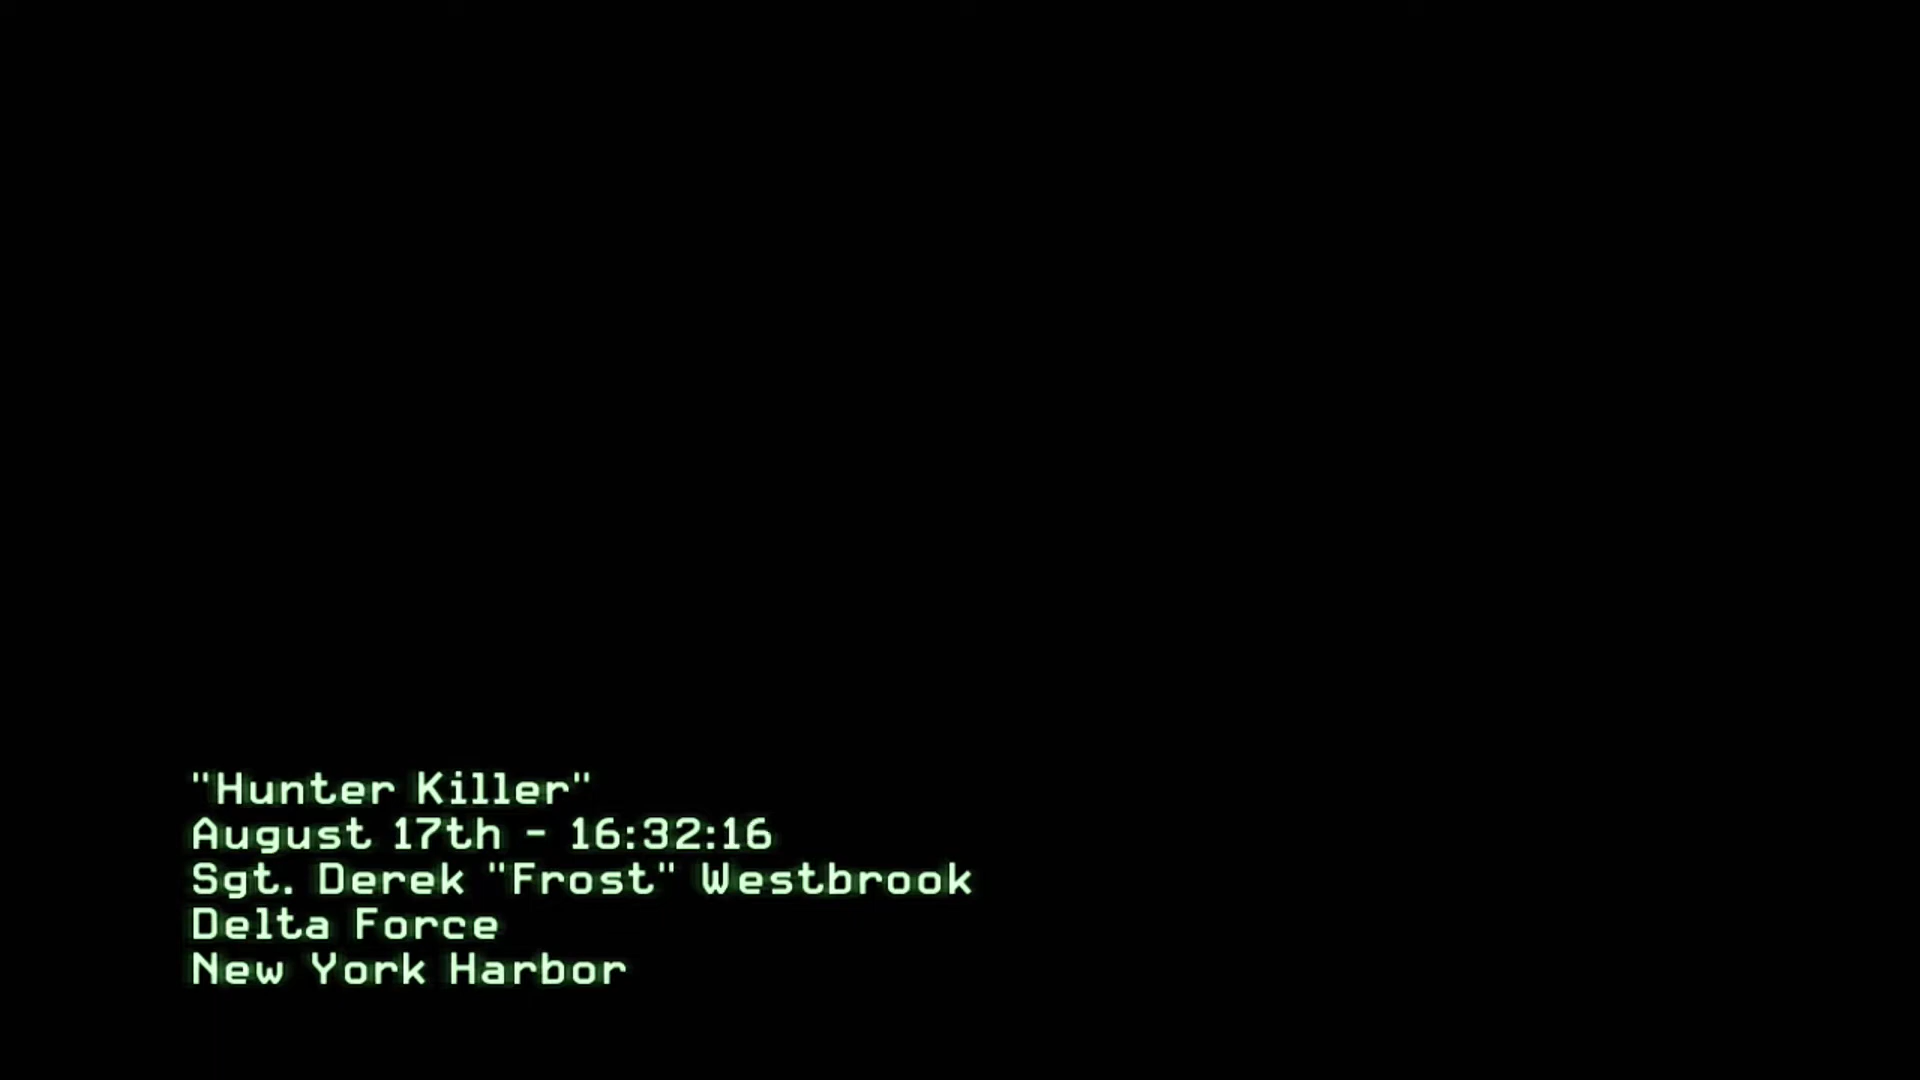 "Hunter Killer"
August 17th - 16:32:16
Sgt. Derek "Frost" Westbrook
Delta Force
New York Harbor